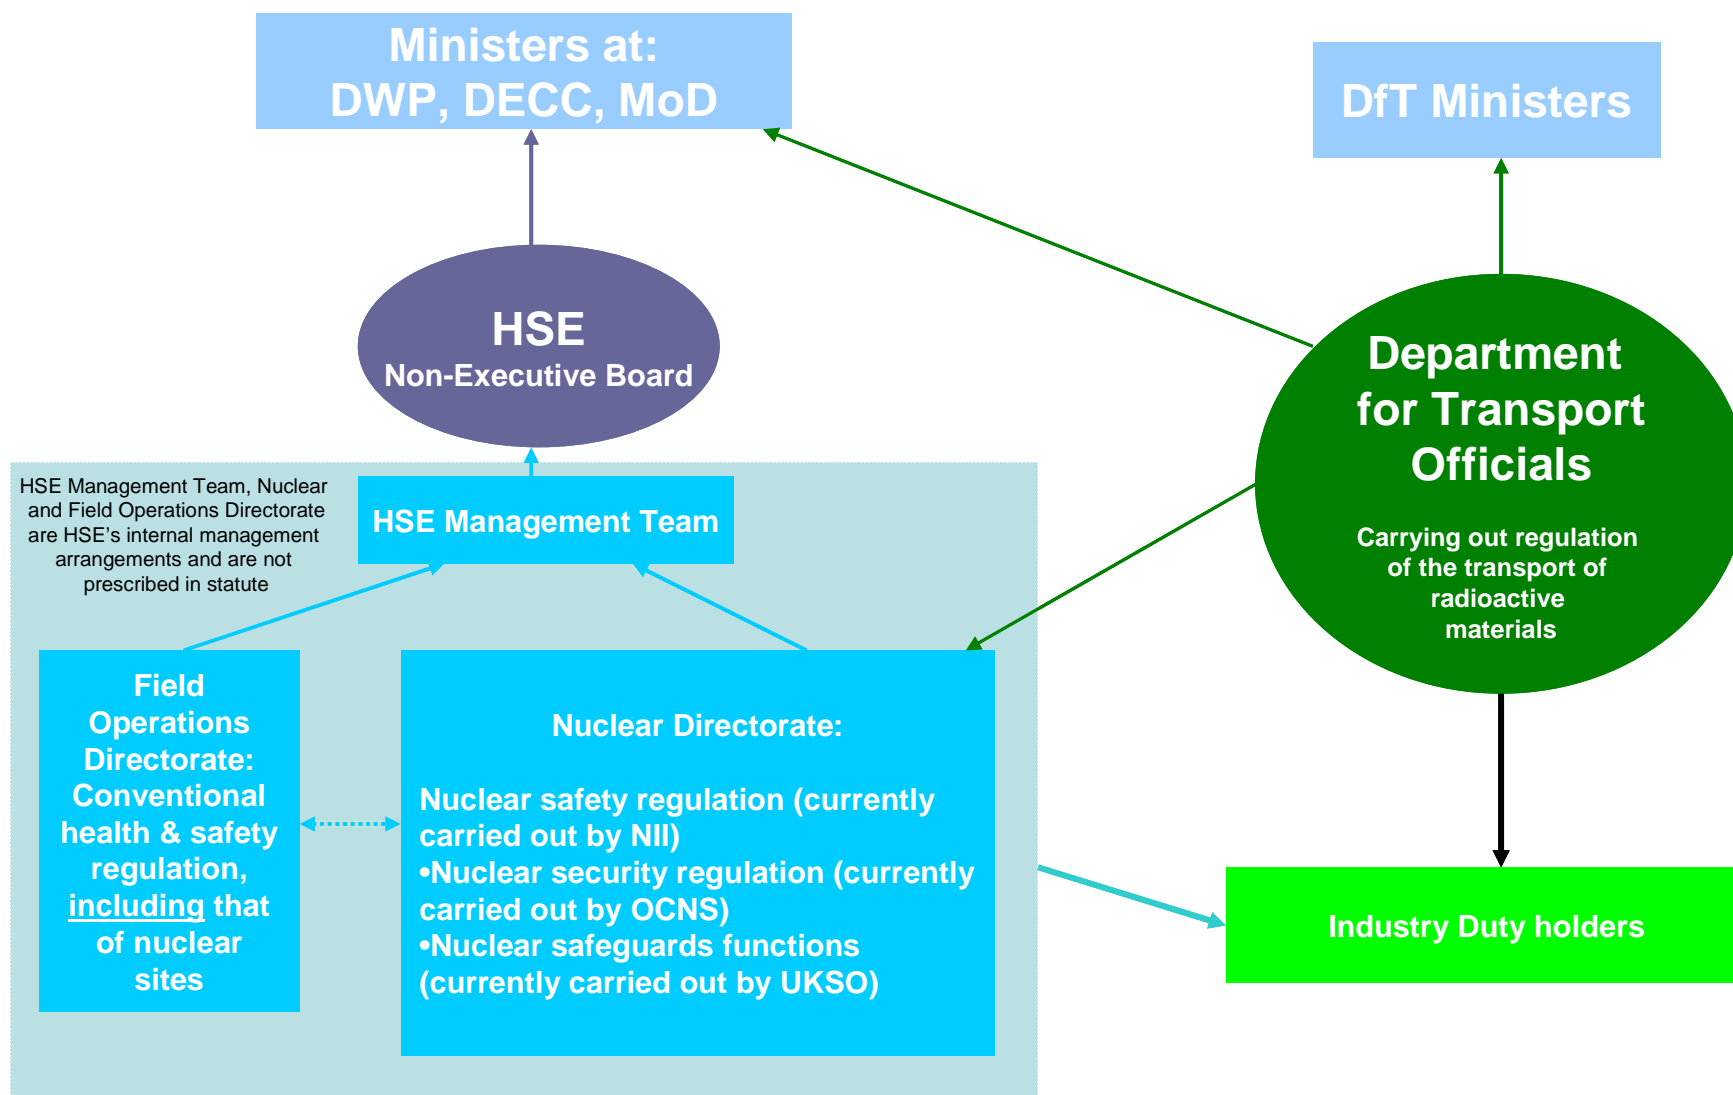 Ministers at:
DWP, DECC, MoD
DfT Ministers
HSE
Non-Executive Board
Department
for Transport
Officials
Carrying out regulation
of the transport of
radioactive
materials
HSE Management Team, Nuclear
and Field Operations Directorate
are HSE's internal management
arrangements and are not
prescribed in statute
HSE Management Team
Field
Operations
Directorate:
Conventional
health & safety
regulation,
including that
of nuclear
sites
Nuclear Directorate:
Nuclear safety regulation (currently
carried out by NII)
•Nuclear security regulation (currently
carried out by OCNS)
•Nuclear safeguards functions
(currently carried out by UKSO)
Industry Duty holders